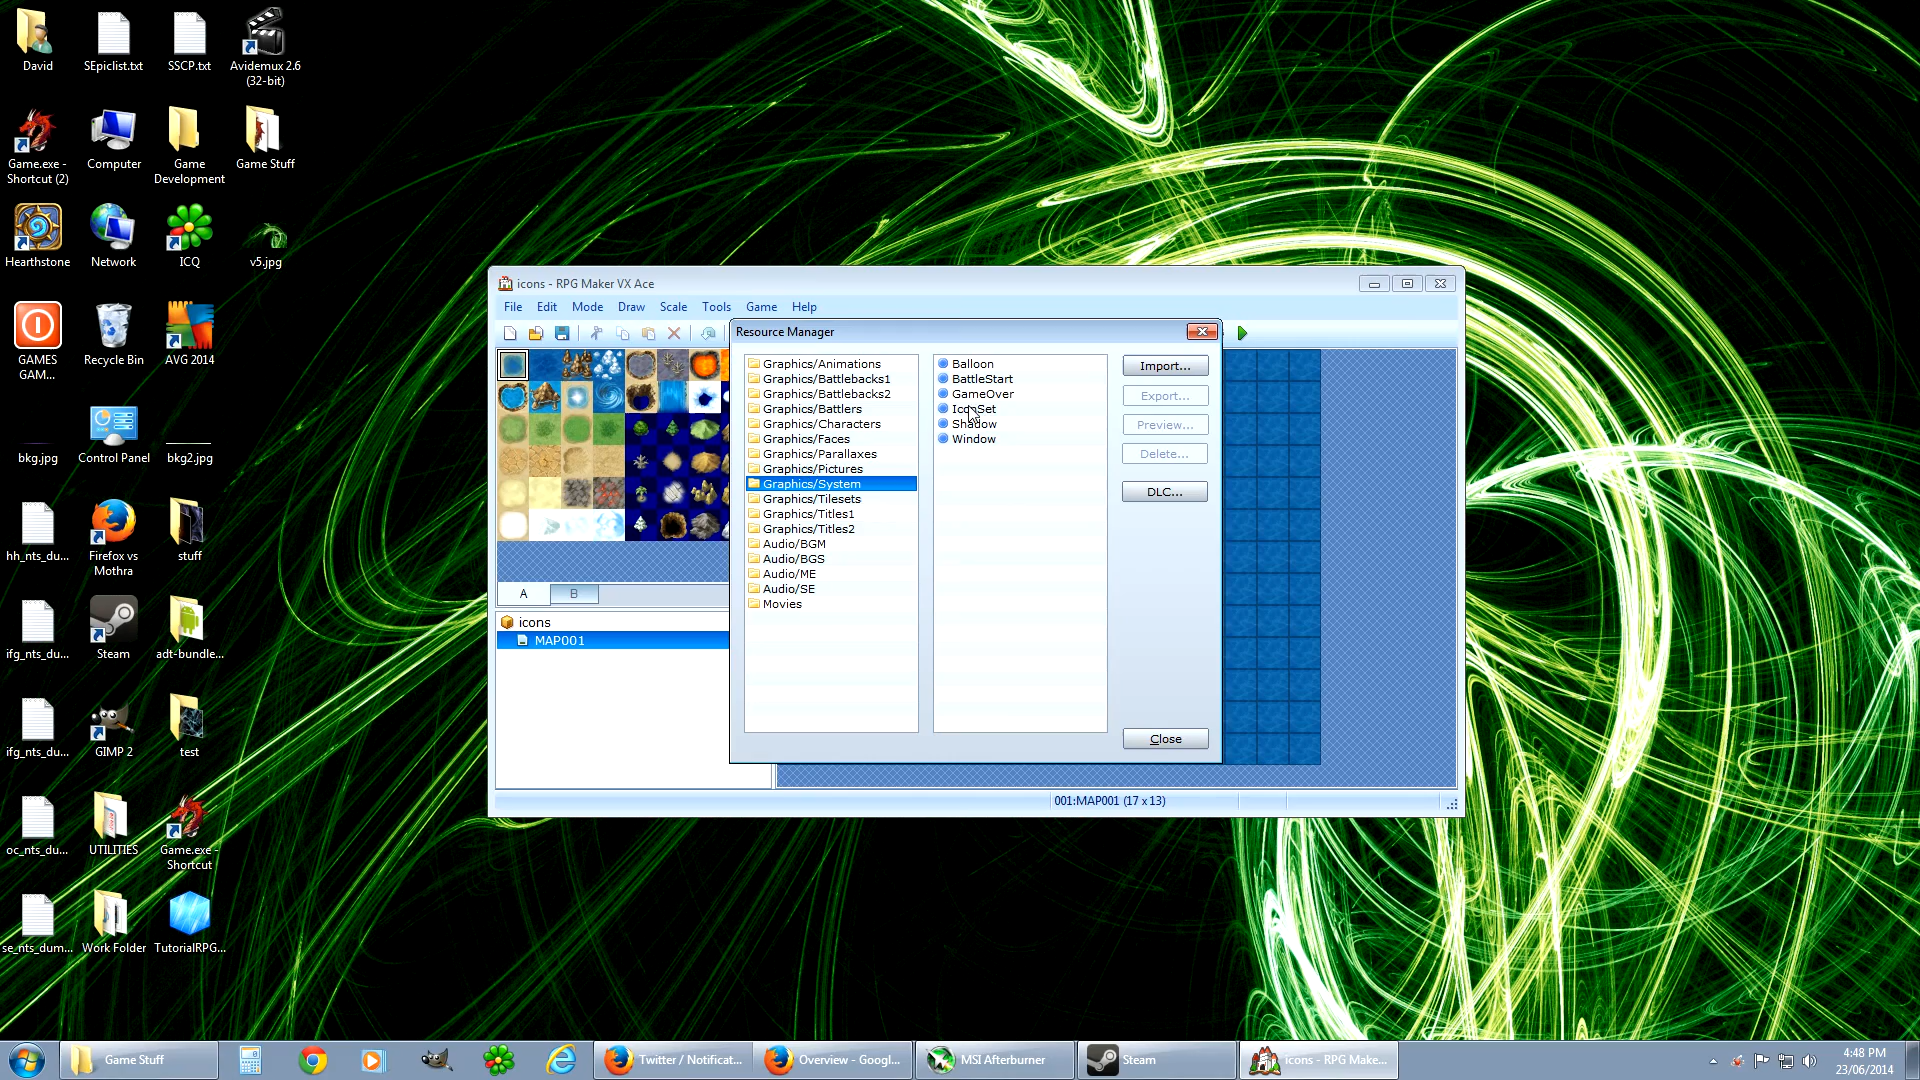 David
SEpiclist.txt
SSCP.txt
Avidemux 2.6
(32-bit)
Game.exe -
Shortcut (2)
Computer
Game
Development
Game Stuff
Hearthstone
Network
ICQ
v5.jpg
GAMES
GAM...
Recycle Bin
AVG 2014
bkg.jpg
Control Panel
bkg2.jpg
hh_nts_du...
Firefox vs
Mothra
stuff
ifg_nts_du...
Steam
adt-bundle...
ifg_nts_du...
GIMP 2
test
oc_nts_du...
UTILITIES
Game.exe -
Shortcut
se_nts_dum...
Work Folder
TutorialRPG...
icons - RPG Maker VX Ace
File Edit Mode Draw Scale Tools Game Help
Resource Manager
Graphics/Animations
Graphics/Battlebacks1
Graphics/Battlebacks2
Graphics/Battlers
Graphics/Characters
Graphics/Faces
Graphics/Parallaxes
Graphics/Pictures
Graphics/System
Graphics/Tilesets
Graphics/Titles1
Graphics/Titles2
Audio/BGM
Audio/BGS
Audio/ME
Audio/SE
Movies
Balloon
BattleStart
GameOver
IconSet
Shadow
Window
Import...
Export...
Preview...
Delete...
DLC...
Close
A B
icons
MAP001
001:MAP001 (17 x 13)
Game Stuff
Twitter / Notificat...
Overview - Googl...
MSI Afterburner
Steam
icons - RPG Make...
4:48 PM
23/06/2014